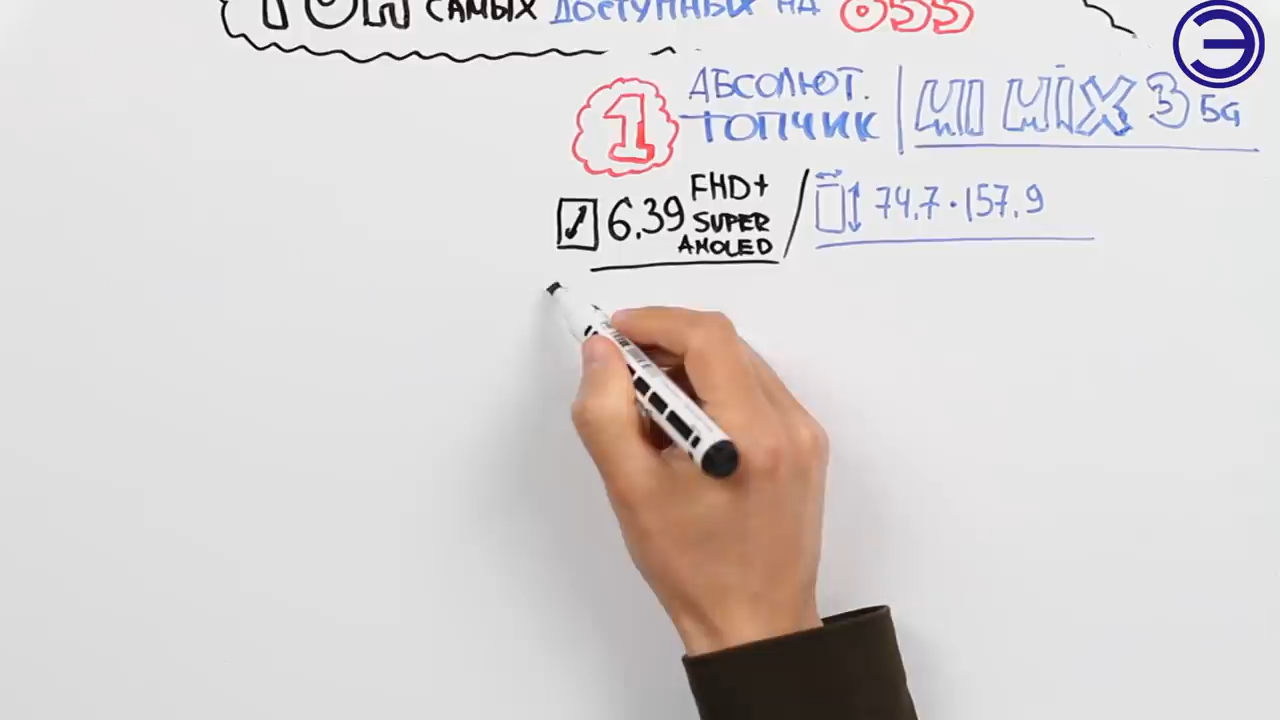 ТОП САМЫХ ДОСТУПНЫХ НА 855
1 АБСОЛЮТ. ТОПЧИК | MI MIX 3 5G
6.39 FHD+ SUPER AMOLED / 74.7 · 157.9
Э